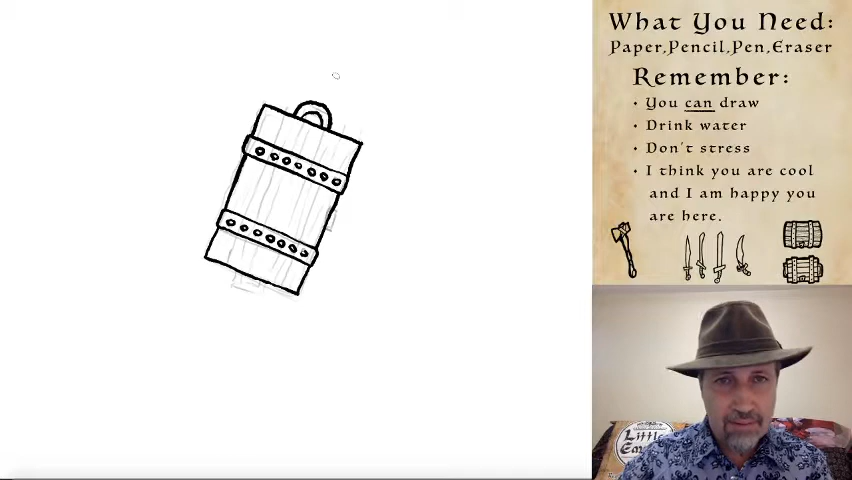 What You Need:
Paper,Pencil,Pen,Eraser
Remember:
• You can draw
• Drink water
• Don't stress
• I think you are cool
and I am happy you
are here.
Little